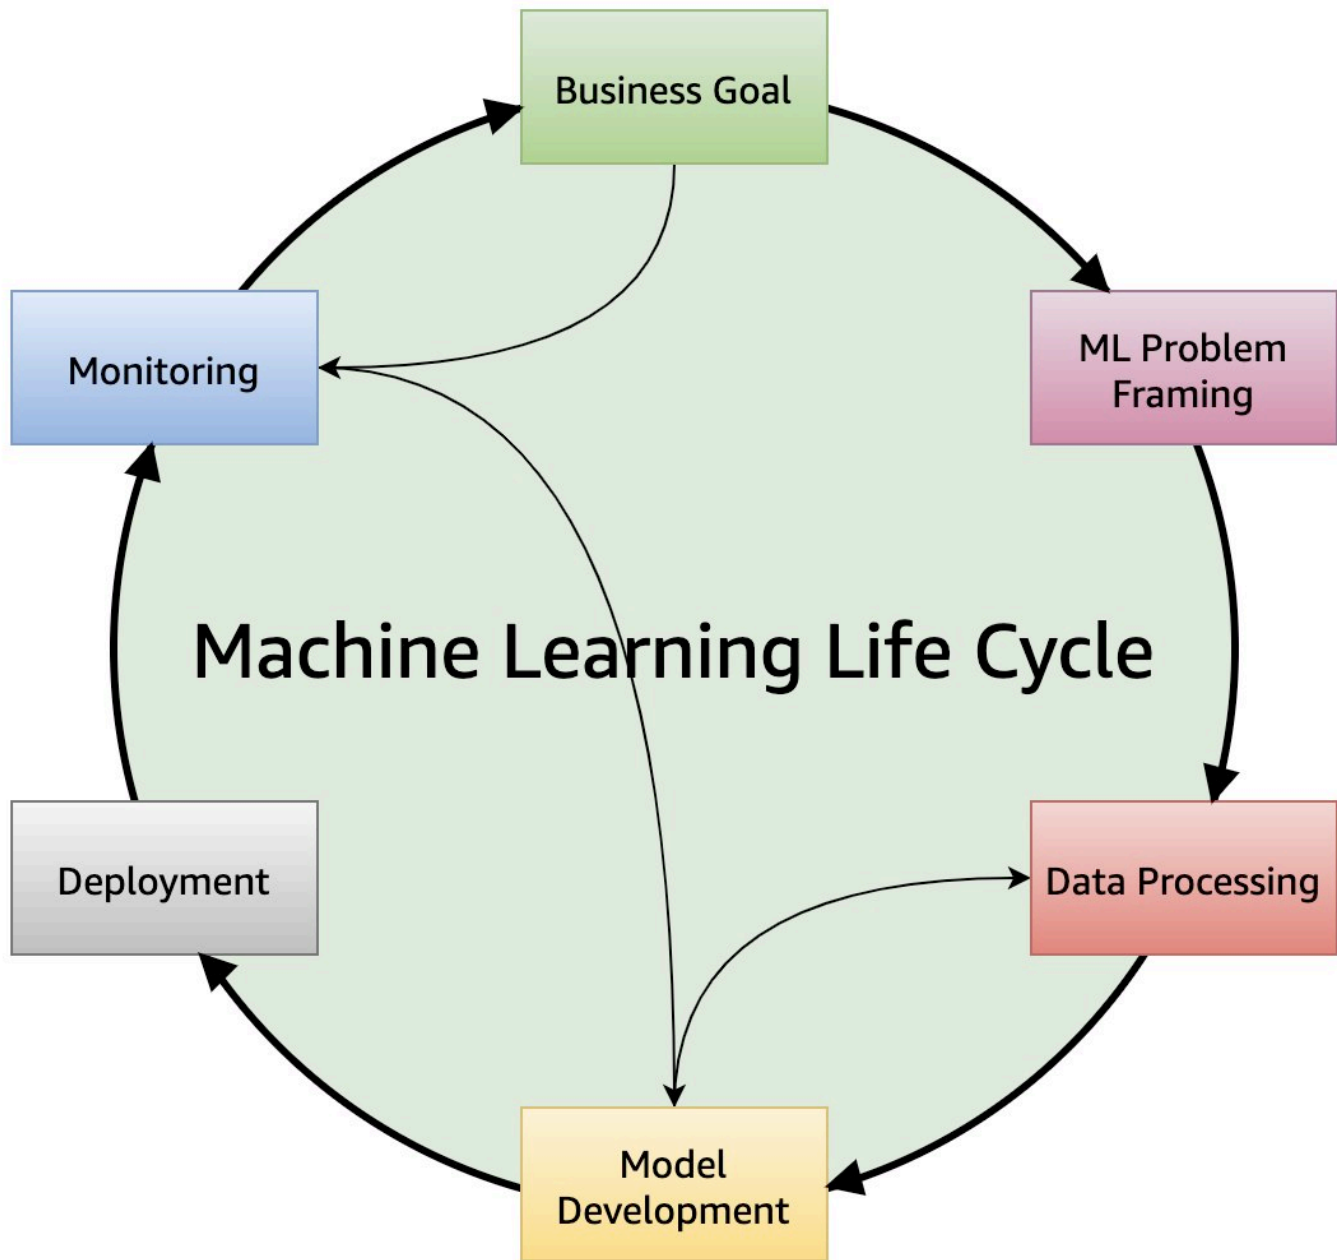 Business Goal
Monitoring
ML Problem
Framing
Machine Learning Life Cycle
Deployment
Data Processing
Model
Development